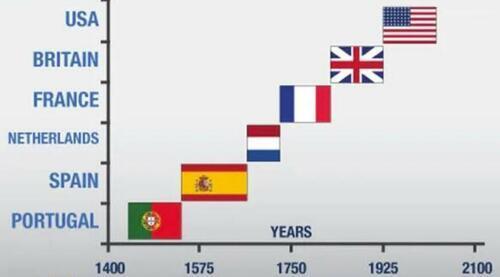 USA
BRITAIN
FRANCE
NETHERLANDS
SPAIN
PORTUGAL
YEARS
1400 1575 1750 1925 2100